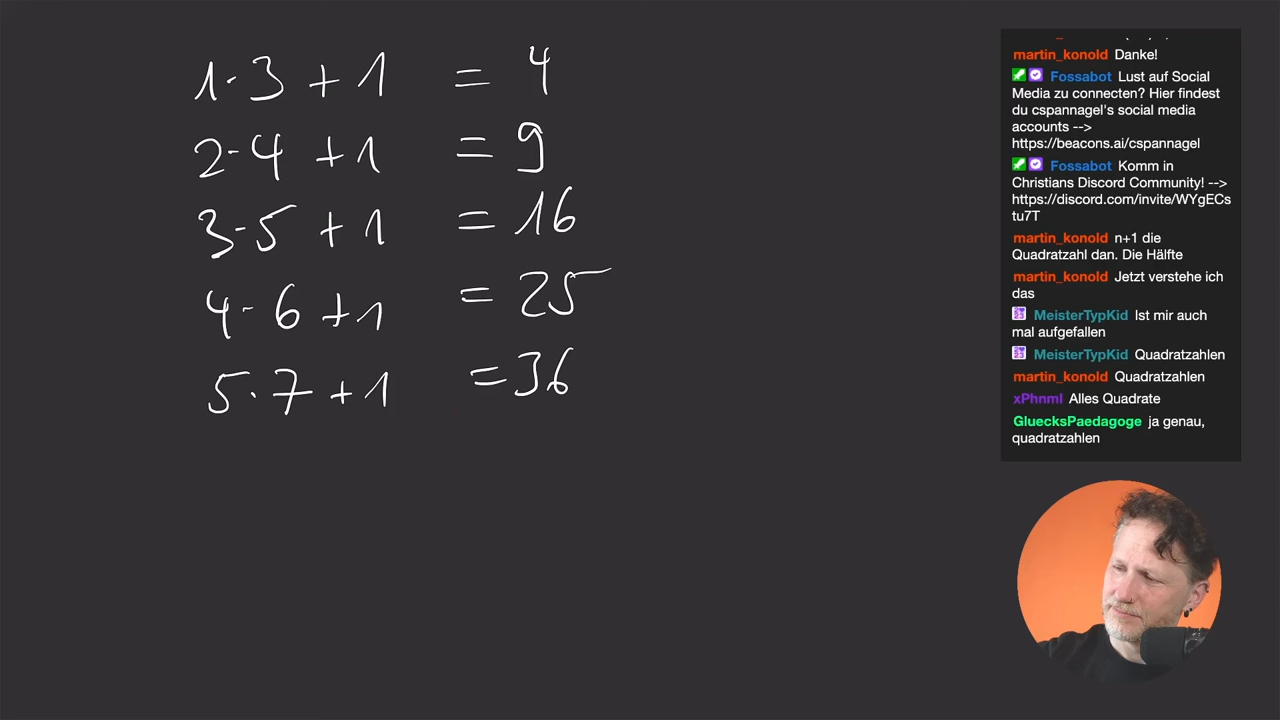 1·3 + 1 = 4
2·4 + 1 = 9
3·5 + 1 = 16
4·6 + 1 = 25
5·7 + 1 = 36
martin_konold Danke!
Fossabot Lust auf Social
Media zu connecten? Hier findest
du cspannagel's social media
accounts -->
https://beacons.ai/cspannagel
Fossabot Komm in
Christians Discord Community! -->
https://discord.com/invite/WYgECs
tu7T
martin_konold n+1 die
Quadratzahl dan. Die Hälfte
martin_konold Jetzt verstehe ich
das
MeisterTypKid Ist mir auch
mal aufgefallen
MeisterTypKid Quadratzahlen
martin_konold Quadratzahlen
xPhnml Alles Quadrate
GluecksPaedagoge ja genau,
quadratzahlen